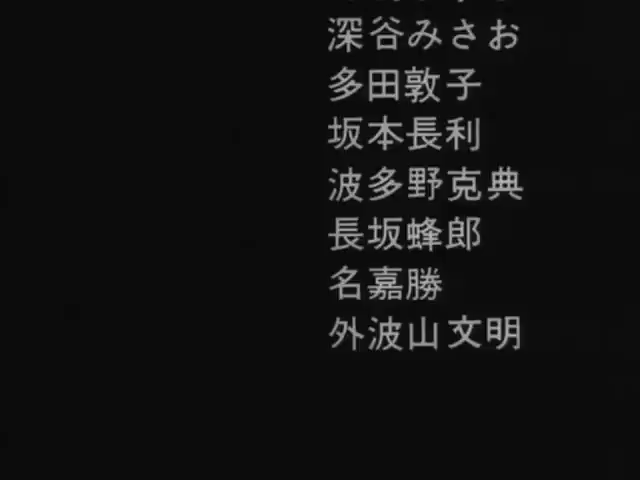 深谷みさお
多田敦子
坂本長利
波多野克典
長坂蜂郎
名嘉勝
外波山文明